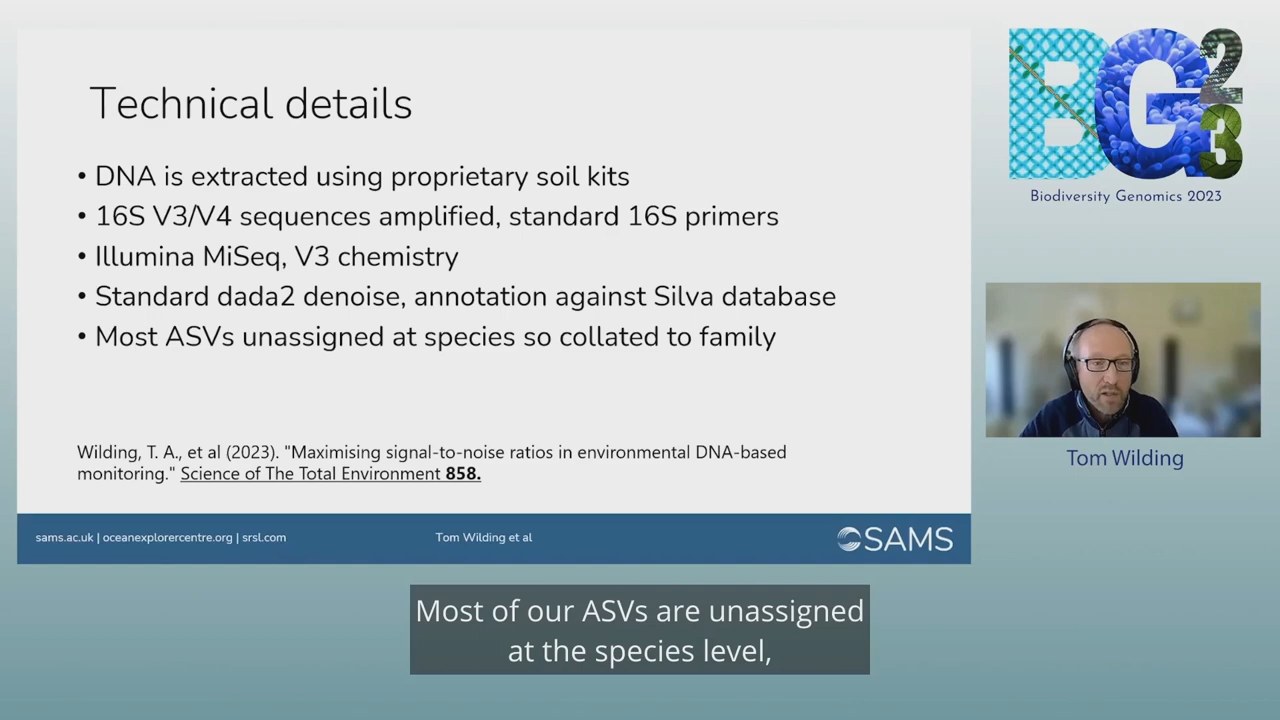 Technical details
• DNA is extracted using proprietary soil kits
• 16S V3/V4 sequences amplified, standard 16S primers
• Illumina MiSeq, V3 chemistry
• Standard dada2 denoise, annotation against Silva database
• Most ASVs unassigned at species so collated to family
Wilding, T. A., et al (2023). "Maximising signal-to-noise ratios in environmental DNA-based
monitoring." Science of The Total Environment 858.
sams.ac.uk | oceanexplorercentre.org | srsl.com
Tom Wilding et al
SAMS
BG23
Biodiversity Genomics 2023
Tom Wilding
Most of our ASVs are unassigned
at the species level,